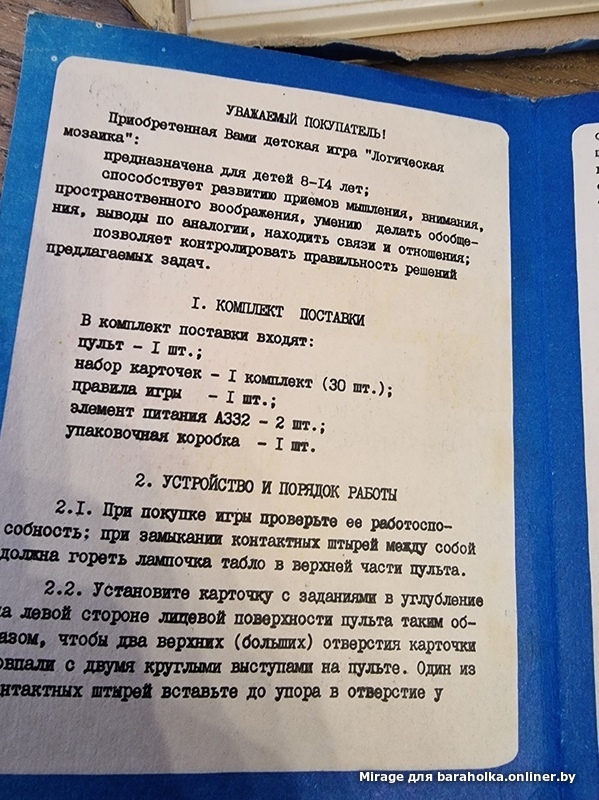 УВАЖАЕМЫЙ ПОКУПАТЕЛЬ!
Приобретенная Вами детская игра "Логическая
мозаика":
предназначена для детей 8-I4 лет;
способствует развитию приемов мышления, внимания,
пространственного воображения, умению делать обобще-
ния, выводы по аналогии, находить связи и отношения;
позволяет контролировать правильность решений
предлагаемых задач.
I. КОМПЛЕКТ ПОСТАВКИ
В комплект поставки входят:
пульт - I шт.;
набор карточек - I комплект (30 шт.);
правила игры - I шт.;
элемент питания А332 - 2 шт.;
упаковочная коробка - I шт.
2. УСТРОЙСТВО И ПОРЯДОК РАБОТЫ
2.I. При покупке игры проверьте ее работоспо-
собность; при замыкании контактных штырей между собой
должна гореть лампочка табло в верхней части пульта.
2.2. Установите карточку с заданиями в углубление
а левой стороне лицевой поверхности пульта таким об-
азом, чтобы два верхних (больших) отверстия карточки
овпали с двумя круглыми выступами на пульте. Один из
нтактных штырей вставьте до упора в отверстие у
Mirage для baraholka.onliner.by